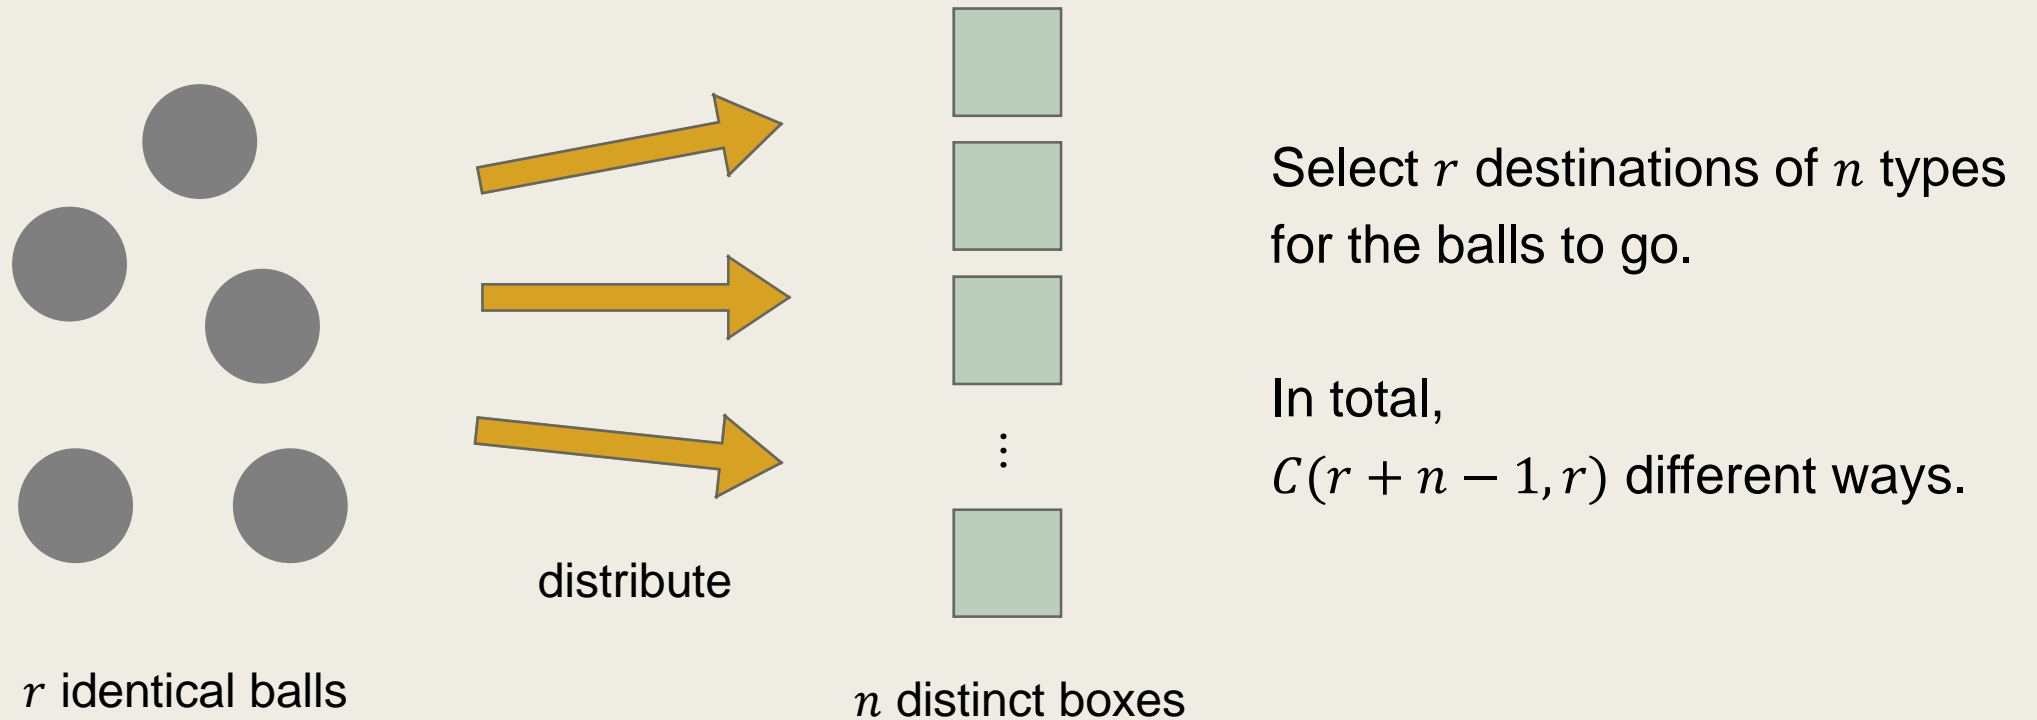 Select r destinations of n types
for the balls to go.
In total,
C(r + n − 1, r) different ways.
⋮
distribute
r identical balls
n distinct boxes